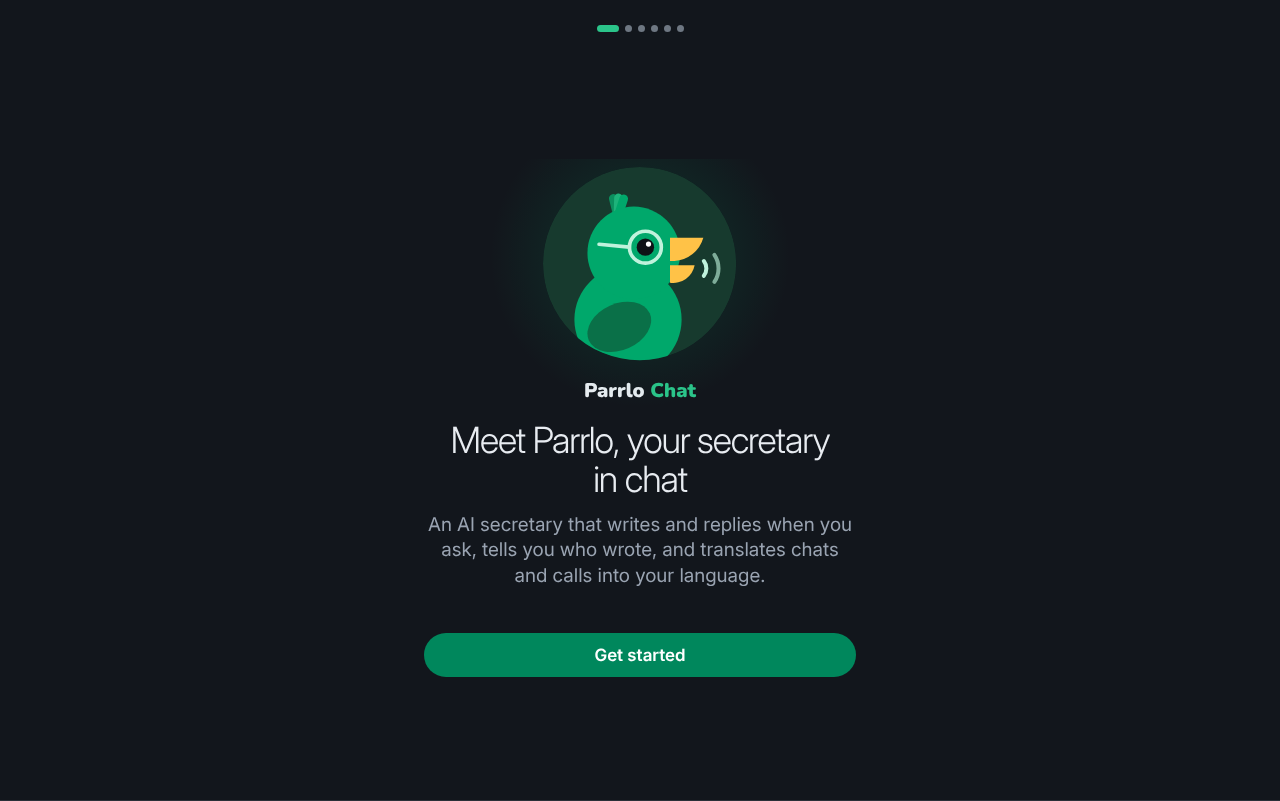 Parrlo Chat
Meet Parrlo, your secretary
in chat
An AI secretary that writes and replies when you
ask, tells you who wrote, and translates chats
and calls into your language.
Get started